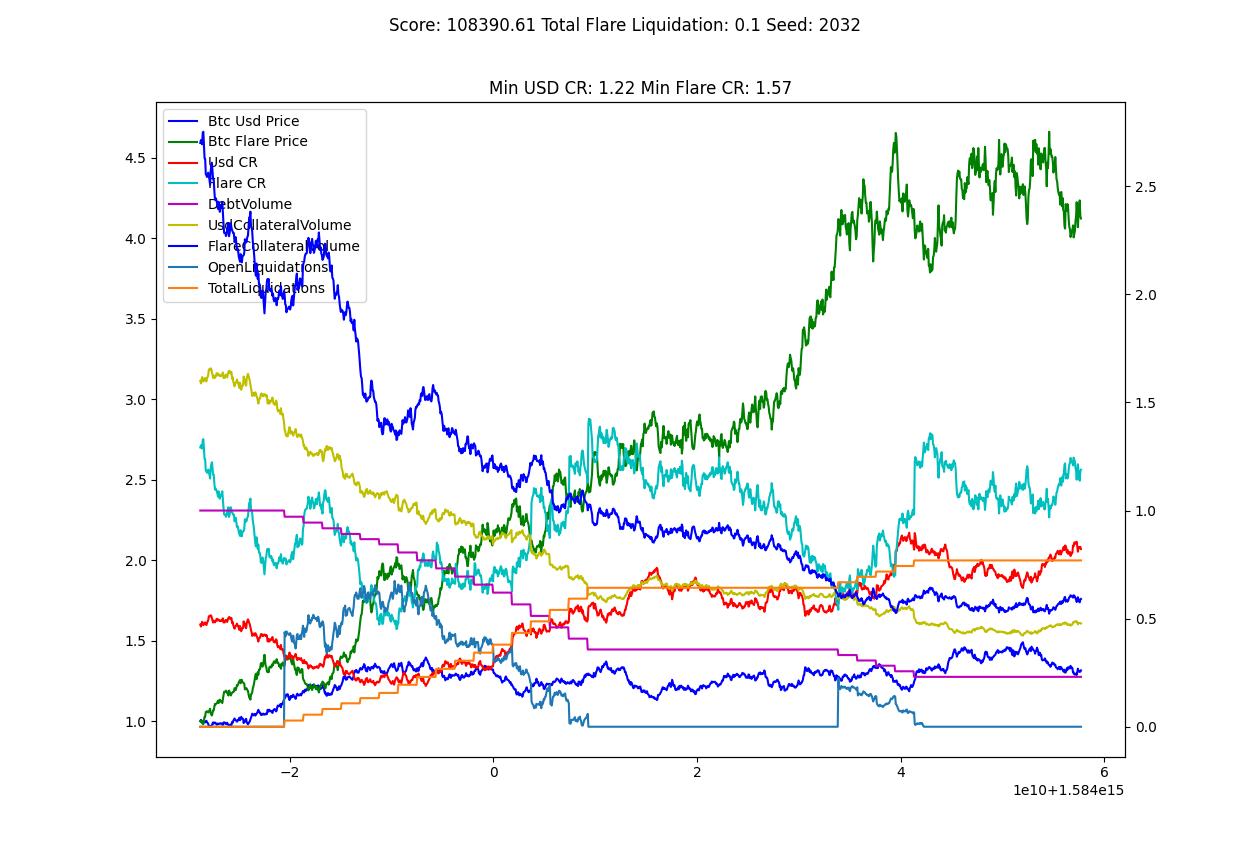 Score: 108390.61 Total Flare Liquidation: 0.1 Seed: 2032
Min USD CR: 1.22 Min Flare CR: 1.57
Btc Usd Price
Btc Flare Price
Usd CR
Flare CR
DebtVolume
UsdCollateralVolume
FlareCollateralVolume
OpenLiquidations
TotalLiquidations
4.5
4.0
3.5
3.0
2.5
2.0
1.5
1.0
2.5
2.0
1.5
1.0
0.5
0.0
−2
0
2
4
6
1e10+1.584e15